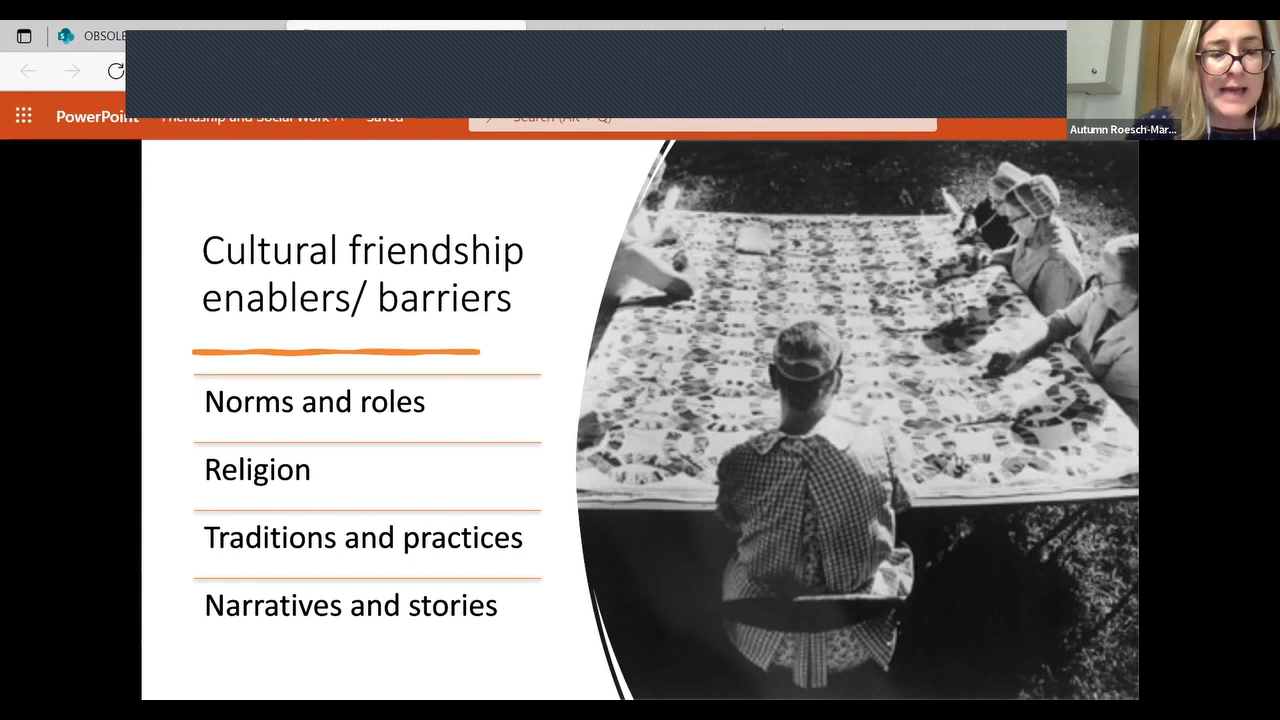 OBSOLE
PowerPoint
Friendship and Social Work
Saved
Search (Alt + Q)
Autumn Roesch-Mar...
Cultural friendship
enablers/ barriers
Norms and roles
Religion
Traditions and practices
Narratives and stories